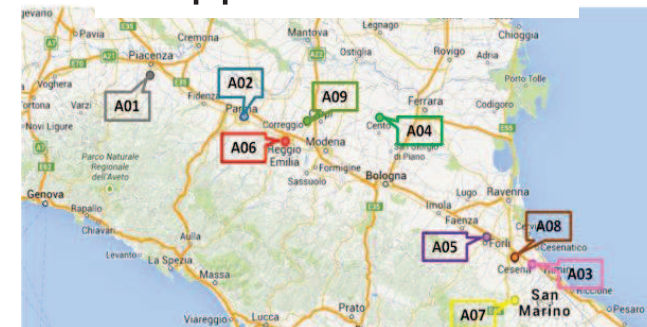 Pavia
Cremona
Mantova
Legnago
Chioggia
Piacenza
Ostiglia
Rovigo
Adria
Voghera
A02
A09
Porto Tolle
A01
Fidenza
Parma
Ferrara
Codigoro
Tortona
Varzi
Correggio
Cento
A04
Novi Ligure
A06
Reggio
Emilia
Modena
San Giorgio
di Piano
Parco Naturale
Regionale
dell'Aveto
Formigine
Sassuolo
Bologna
Genova
Rapallo
Lugo
Ravenna
Imola
Faenza
Chiavari
Aulla
A05
Forlì
A08
Levanto
La Spezia
Cesenatico
Cesena
A03
Massa
Riccione
San
Marino
A07
Prato
Viareggio
Lucca
Pesaro